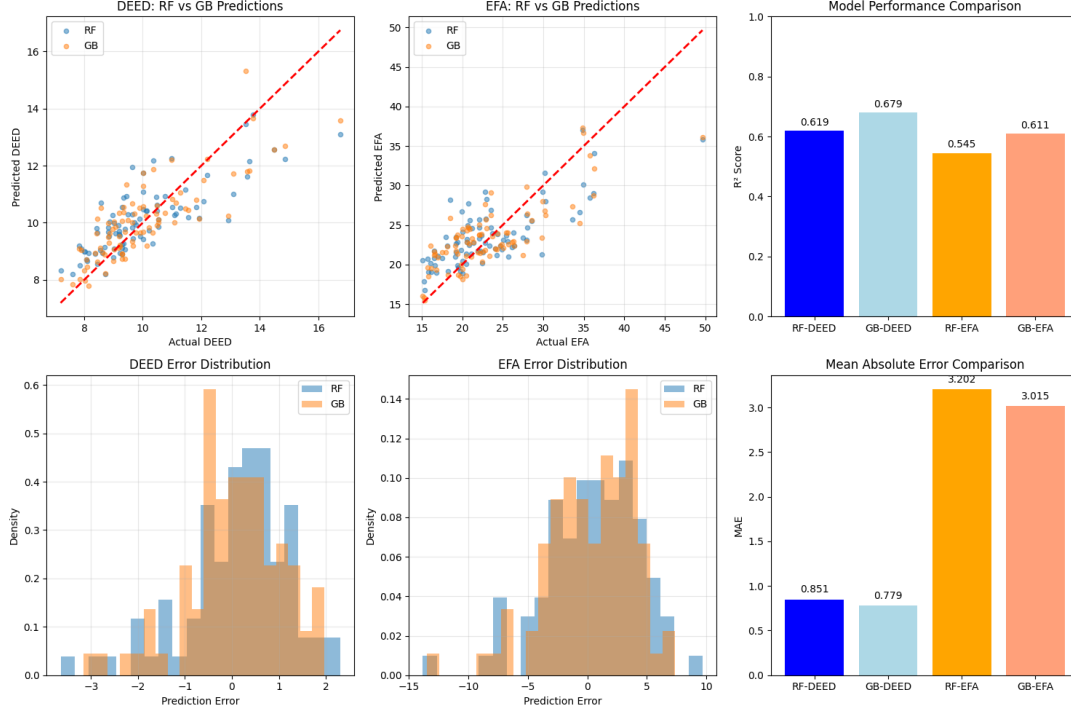 DEED: RF vs GB Predictions
RF
GB
16
14
12
10
8
Predicted DEED
8
10
12
14
16
Actual DEED
EFA: RF vs GB Predictions
RF
GB
50
45
40
35
30
25
20
15
Predicted EFA
15
20
25
30
35
40
45
50
Actual EFA
Model Performance Comparison
1.0
0.8
0.6
0.4
0.2
0.0
R² Score
0.619
0.679
0.545
0.611
RF-DEED
GB-DEED
RF-EFA
GB-EFA
DEED Error Distribution
RF
GB
0.6
0.5
0.4
0.3
0.2
0.1
0.0
Density
−3
−2
−1
0
1
2
Prediction Error
EFA Error Distribution
RF
GB
0.14
0.12
0.10
0.08
0.06
0.04
0.02
0.00
Density
−15
−10
−5
0
5
10
Prediction Error
Mean Absolute Error Comparison
3.0
2.5
2.0
1.5
1.0
0.5
0.0
MAE
0.851
0.779
3.202
3.015
RF-DEED
GB-DEED
RF-EFA
GB-EFA